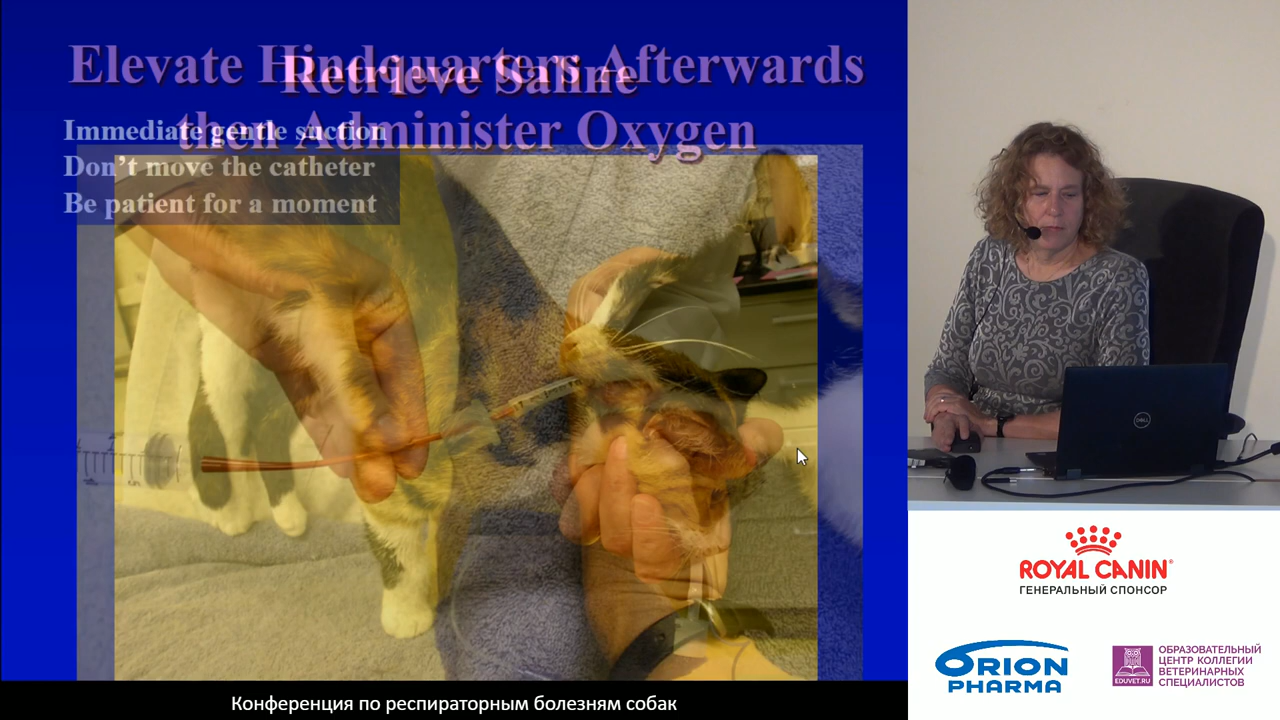 Elevate Hindquarters Afterwards
then Administer Oxygen
Retrieve Saline
Immediate gentle suction
Don't move the catheter
Be patient for a moment
DELL
ROYAL CANIN®
ГЕНЕРАЛЬНЫЙ СПОНСОР
ORION
PHARMA
EDUVET.RU
ОБРАЗОВАТЕЛЬНЫЙ
ЦЕНТР КОЛЛЕГИИ
ВЕТЕРИНАРНЫХ
СПЕЦИАЛИСТОВ
Конференция по респираторным болезням собак